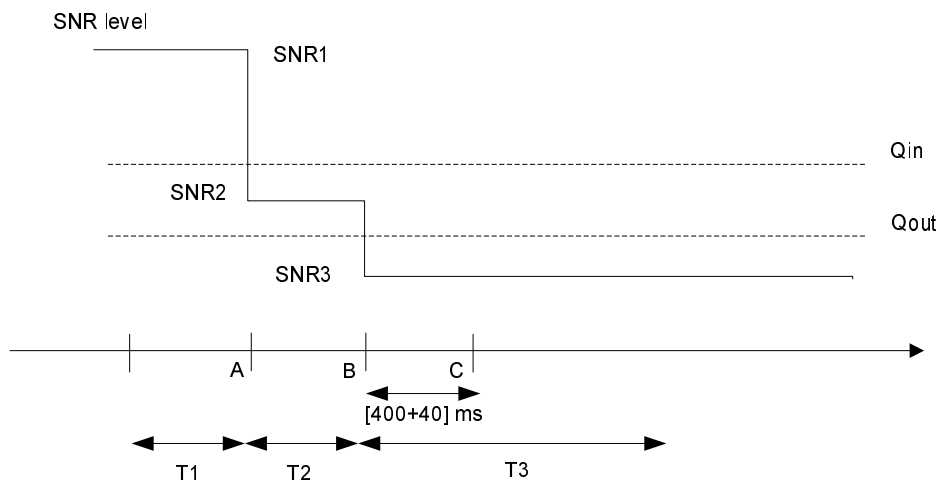 SNR level
SNR1
Qin
SNR2
Qout
SNR3
A
B
C
[400+40] ms
T1
T2
T3